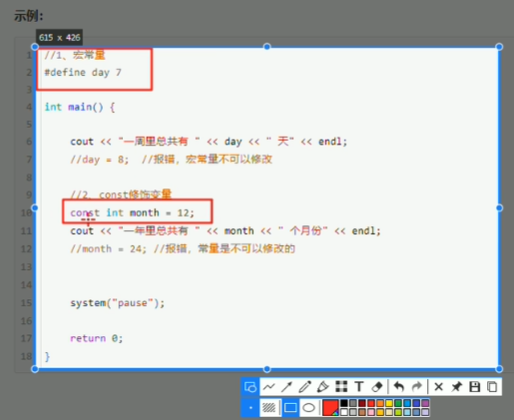 示例:
615 x 426
1 //1、宏常量
2 #define day 7
3
4 int main() {
5
6 cout << "一周里总共有 " << day << " 天" << endl;
7 //day = 8; //报错，宏常量不可以修改
8
9 //2、const修饰变量
10 const int month = 12;
11 cout << "一年里总共有 " << month << " 个月份" << endl;
12 //month = 24; //报错，常量是不可以修改的
13
14
15 system("pause");
16
17 return 0;
18 }
T